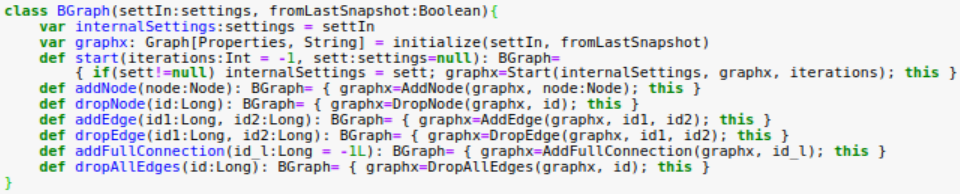 class BGraph(settIn:settings, fromLastSnapshot:Boolean){
    var internalSettings:settings = settIn
    var graphx: Graph[Properties, String] = initialize(settIn, fromLastSnapshot)
    def start(iterations:Int = -1, sett:settings=null): BGraph=
        { if(sett!=null) internalSettings = sett; graphx=Start(internalSettings, graphx, iterations); this }
    def addNode(node:Node): BGraph= { graphx=AddNode(graphx, node:Node); this }
    def dropNode(id:Long): BGraph= { graphx=DropNode(graphx, id); this }
    def addEdge(id1:Long, id2:Long): BGraph= { graphx=AddEdge(graphx, id1, id2); this }
    def dropEdge(id1:Long, id2:Long): BGraph= { graphx=DropEdge(graphx, id1, id2); this }
    def addFullConnection(id_l:Long = -1L): BGraph= { graphx=AddFullConnection(graphx, id_l); this }
    def dropAllEdges(id:Long): BGraph= { graphx=DropAllEdges(graphx, id); this }
}